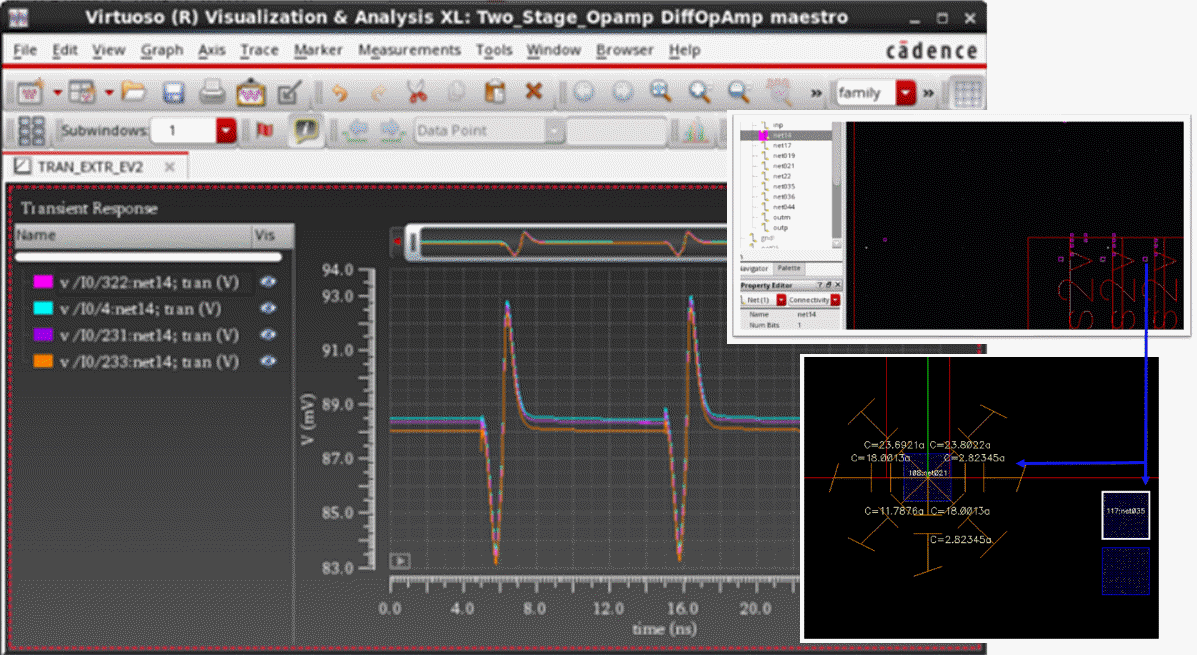 Virtuoso (R) Visualization & Analysis XL: Two_Stage_Opamp DiffOpAmp maestro
File Edit View Graph Axis Trace Marker Measurements Tools Window Browser Help
cādence
family
Subwindows: 1
Data Point
TRAN_EXTR_EV2
Transient Response
Name Vis
v /I0/322:net14; tran (V)
v /I0/4:net14; tran (V)
v /I0/231:net14; tran (V)
v /I0/233:net14; tran (V)
94.0
93.0
91.0
89.0
87.0
85.0
83.0
V (mV)
0.0 4.0 8.0 12.0 16.0 20.0
time (ns)
inp
net14
net17
net019
net021
net22
net035
net036
net044
outm
outp
gnd
Navigator Palette
Property Editor
Net (1) Connectivity
Name net14
Num Bits 1
C=23.6921a C=23.8022a
C=18.0013a C=2.82345a
108:net021
C=11.7876a C=18.0013a
C=2.82345a
117:net035